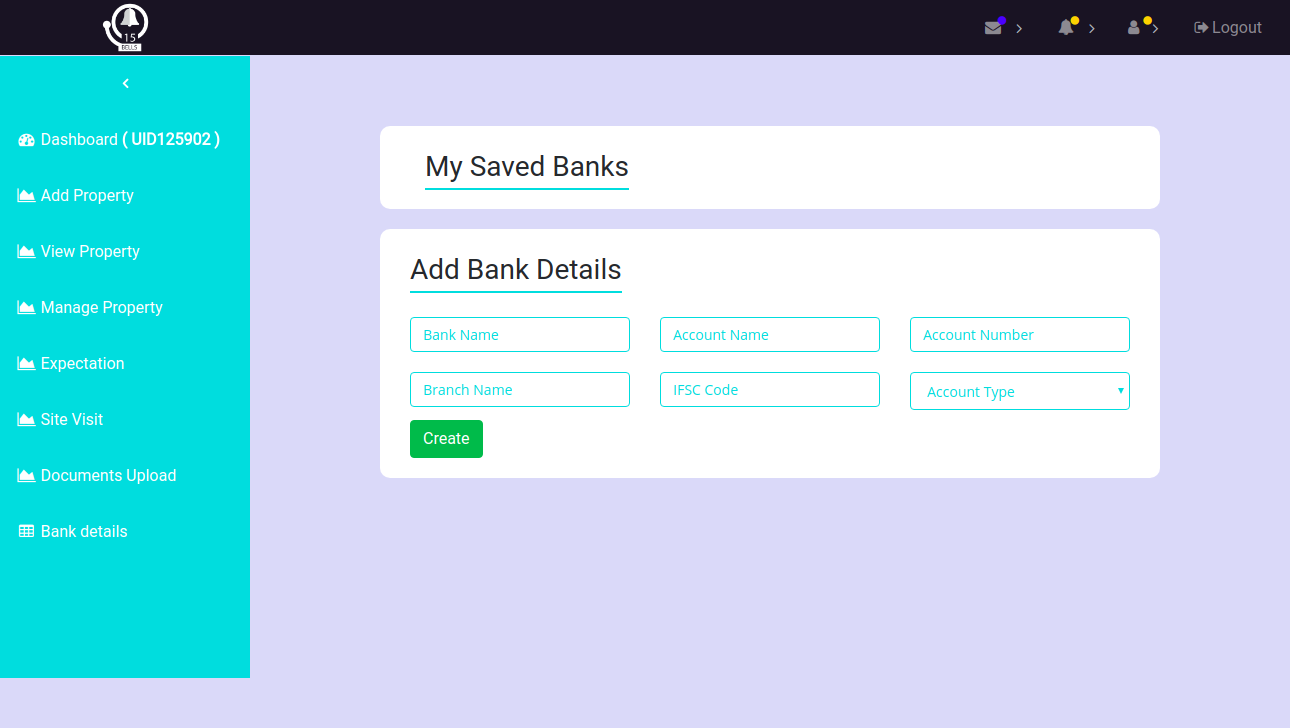 15
BELLS
Logout
Dashboard ( UID125902 )
Add Property
View Property
Manage Property
Expectation
Site Visit
Documents Upload
Bank details
My Saved Banks
Add Bank Details
Bank Name Account Name Account Number
Branch Name IFSC Code Account Type
Create